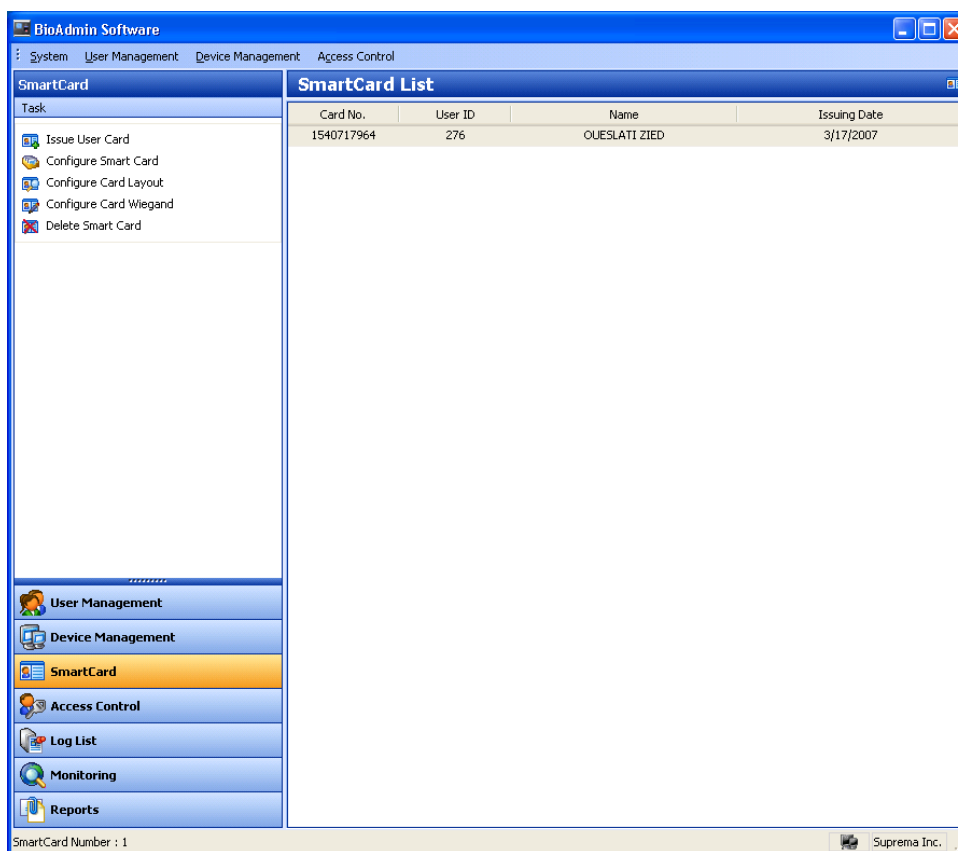 BioAdmin Software
System User Management Device Management Access Control
SmartCard
Task
Issue User Card
Configure Smart Card
Configure Card Layout
Configure Card Wiegand
Delete Smart Card
User Management
Device Management
SmartCard
Access Control
Log List
Monitoring
Reports
SmartCard List
Card No. User ID Name Issuing Date
1540717964 276 OUESLATI ZIED 3/17/2007
SmartCard Number : 1 Suprema Inc.